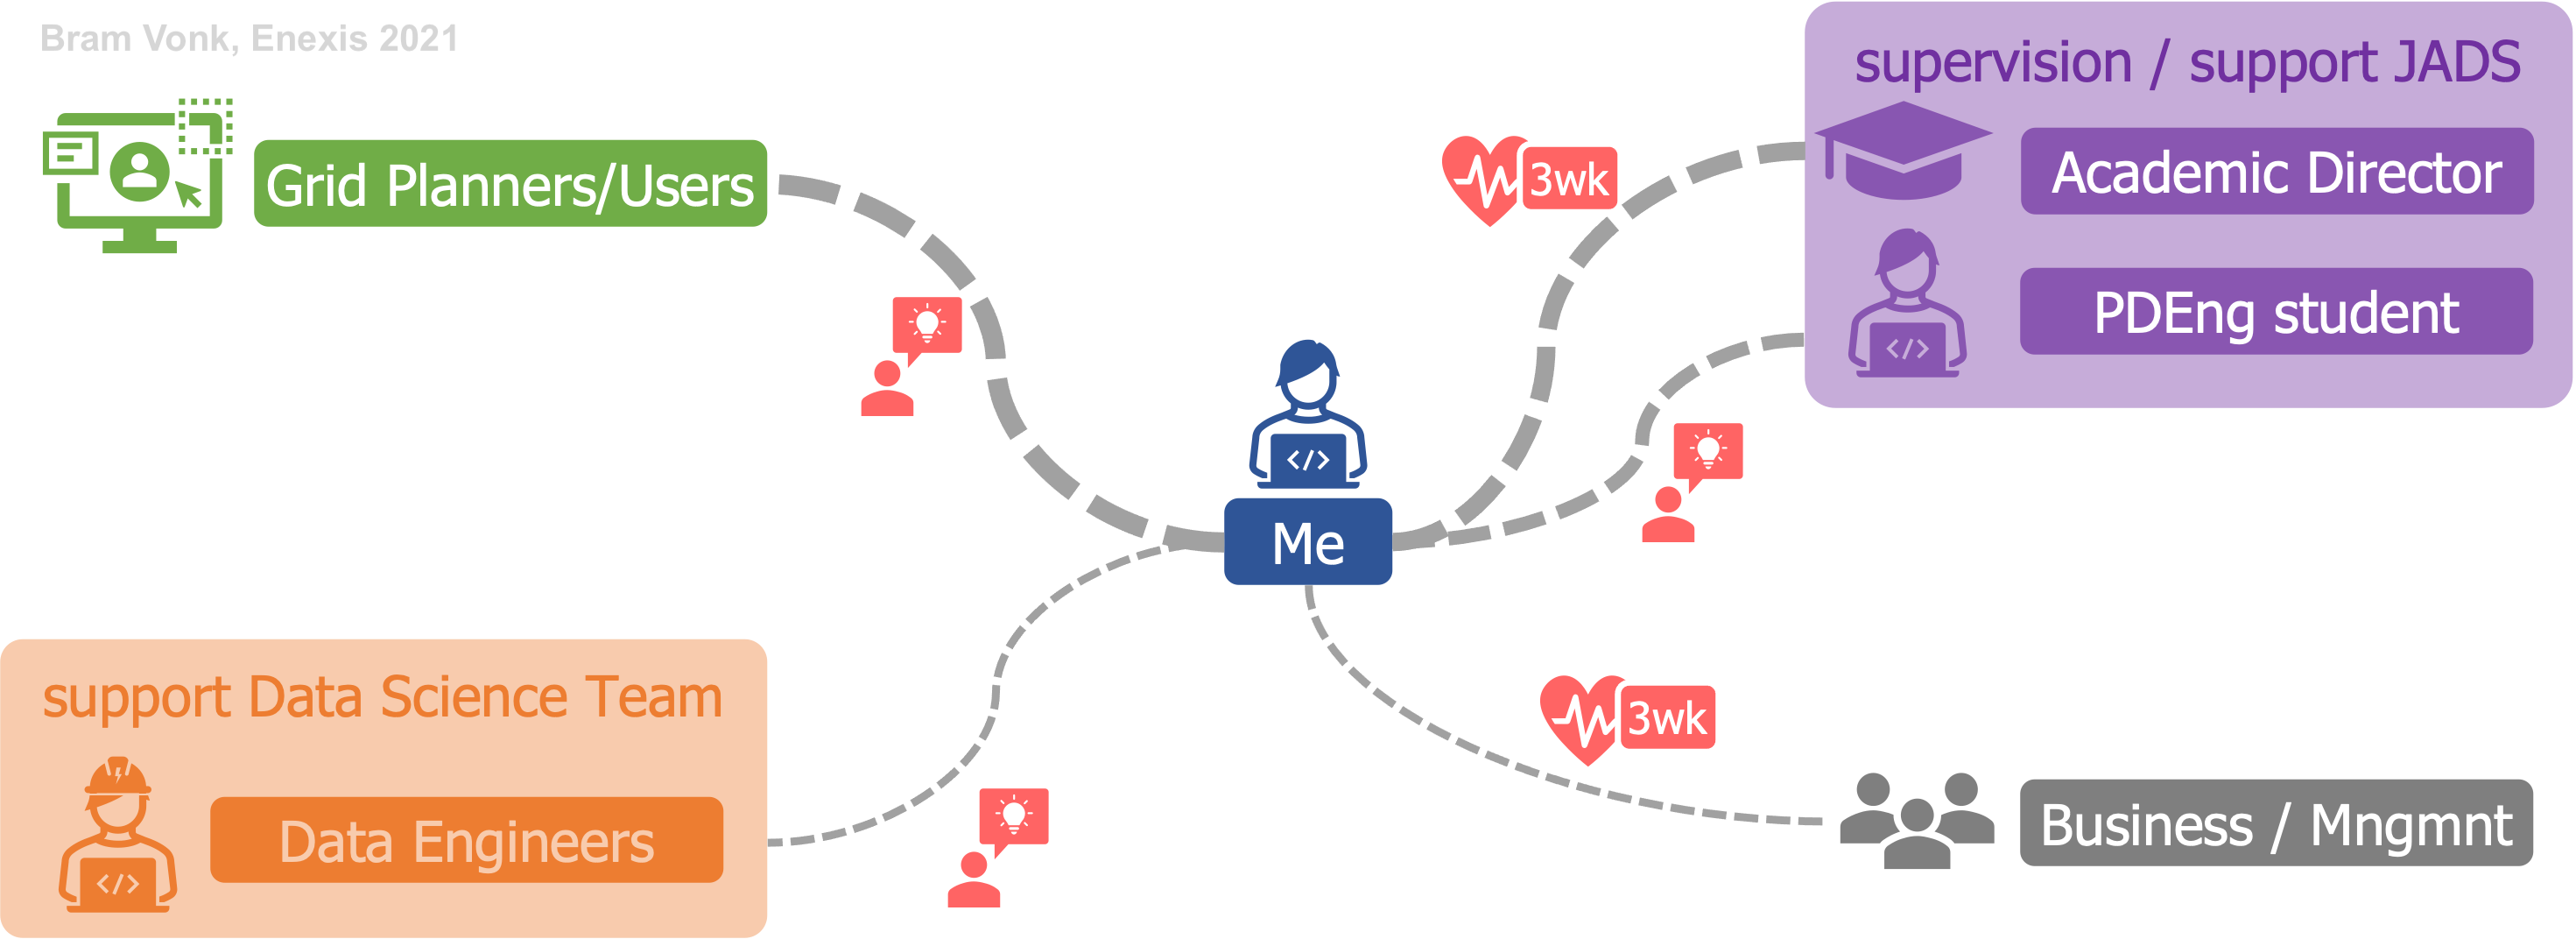 Bram Vonk, Enexis 2021
supervision / support JADS
Academic Director
PDEng student
Grid Planners/Users
3wk
</>
</>
Me
support Data Science Team
Data Engineers
</>
3wk
Business / Mngmnt